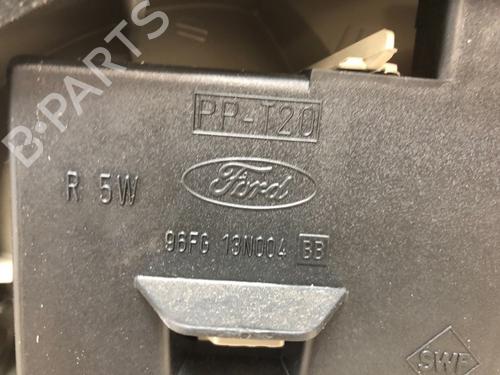 PP-T20
Ford
R 5W
96FG 13N004 BB
SWF
B-PARTS